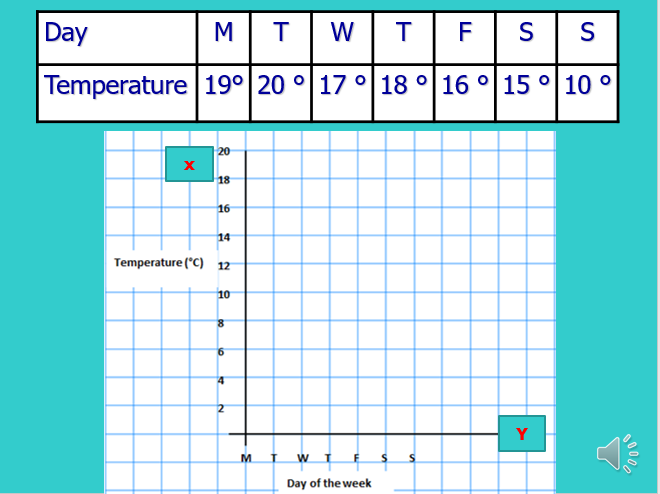 Day M T W T F S S
Temperature 19° 20 ° 17 ° 18 ° 16 ° 15 ° 10 °
20
x
18
16
14
Temperature (°C)
12
10
8
6
4
2
Y
M T W T F S S
Day of the week